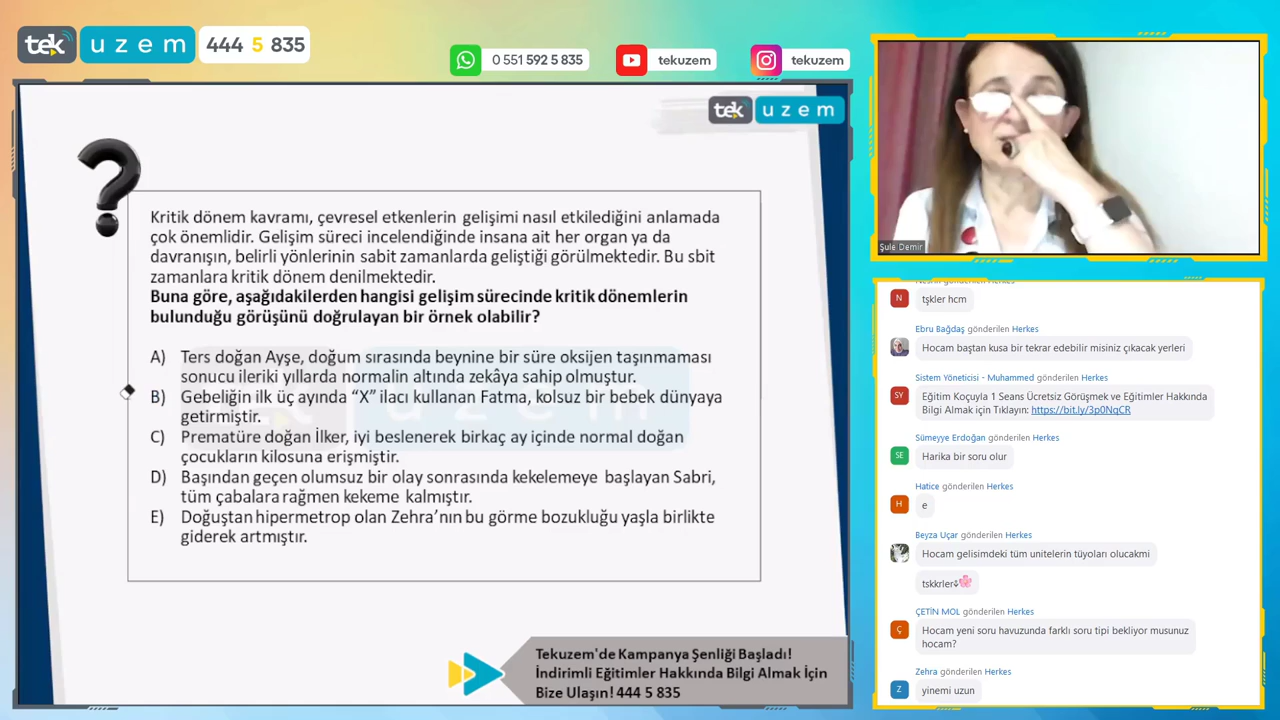 tek uzem 444 5 835
0 551 592 5 835
tekuzem
tekuzem
tek uzem
Kritik dönem kavramı, çevresel etkenlerin gelişimi nasıl etkilediğini anlamada
çok önemlidir. Gelişim süreci incelendiğinde insana ait her organ ya da
davranışın, belirli yönlerinin sabit zamanlarda geliştiği görülmektedir. Bu sbit
zamanlara kritik dönem denilmektedir.
Buna göre, aşağıdakilerden hangisi gelişim sürecinde kritik dönemlerin
bulunduğu görüşünü doğrulayan bir örnek olabilir?
A) Ters doğan Ayşe, doğum sırasında beynine bir süre oksijen taşınmaması
sonucu ileriki yıllarda normalin altında zekâya sahip olmuştur.
B) Gebeliğin ilk üç ayında “X” ilacı kullanan Fatma, kolsuz bir bebek dünyaya
getirmiştir.
C) Prematüre doğan İlker, iyi beslenerek birkaç ay içinde normal doğan
çocukların kilosuna erişmiştir.
D) Başından geçen olumsuz bir olay sonrasında kekelemeye başlayan Sabri,
tüm çabalara rağmen kekeme kalmıştır.
E) Doğuştan hipermetrop olan Zehra’nın bu görme bozukluğu yaşla birlikte
giderek artmıştır.
Tekuzem'de Kampanya Şenliği Başladı!
İndirimli Eğitimler Hakkında Bilgi Almak İçin
Bize Ulaşın! 444 5 835
Şule Demir
N tşkler hcm
Ebru Bağdaş gönderilen Herkes
Hocam baştan kusa bir tekrar edebilir misiniz çıkacak yerleri
Sistem Yöneticisi - Muhammed gönderilen Herkes
SY Eğitim Koçuyla 1 Seans Ücretsiz Görüşmek ve Eğitimler Hakkında
Bilgi Almak için Tıklayın: https://bit.ly/3p0NqCR
Sümeyye Erdoğan gönderilen Herkes
SE Harika bir soru olur
Hatice gönderilen Herkes
H e
Beyza Uçar gönderilen Herkes
Hocam gelisimdeki tüm unitelerin tüyoları olucakmi
tskkrler
ÇETİN MOL gönderilen Herkes
Ç Hocam yeni soru havuzunda farklı soru tipi bekliyor musunuz
hocam?
Zehra gönderilen Herkes
Z yinemi uzun